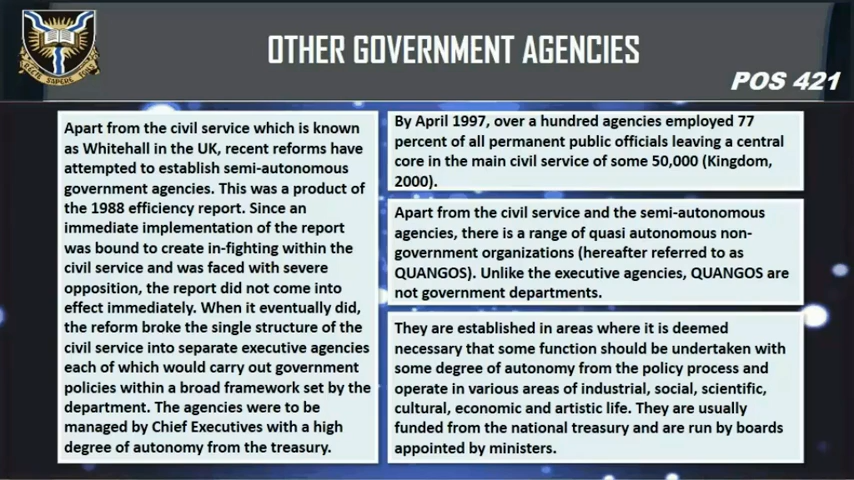 OTHER GOVERNMENT AGENCIES
POS 421
Apart from the civil service which is known
as Whitehall in the UK, recent reforms have
attempted to establish semi-autonomous
government agencies. This was a product of
the 1988 efficiency report. Since an
immediate implementation of the report
was bound to create in-fighting within the
civil service and was faced with severe
opposition, the report did not come into
effect immediately. When it eventually did,
the reform broke the single structure of the
civil service into separate executive agencies
each of which would carry out government
policies within a broad framework set by the
department. The agencies were to be
managed by Chief Executives with a high
degree of autonomy from the treasury.
By April 1997, over a hundred agencies employed 77
percent of all permanent public officials leaving a central
core in the main civil service of some 50,000 (Kingdom,
2000).
Apart from the civil service and the semi-autonomous
agencies, there is a range of quasi autonomous non-
government organizations (hereafter referred to as
QUANGOS). Unlike the executive agencies, QUANGOS are
not government departments.
They are established in areas where it is deemed
necessary that some function should be undertaken with
some degree of autonomy from the policy process and
operate in various areas of industrial, social, scientific,
cultural, economic and artistic life. They are usually
funded from the national treasury and are run by boards
appointed by ministers.